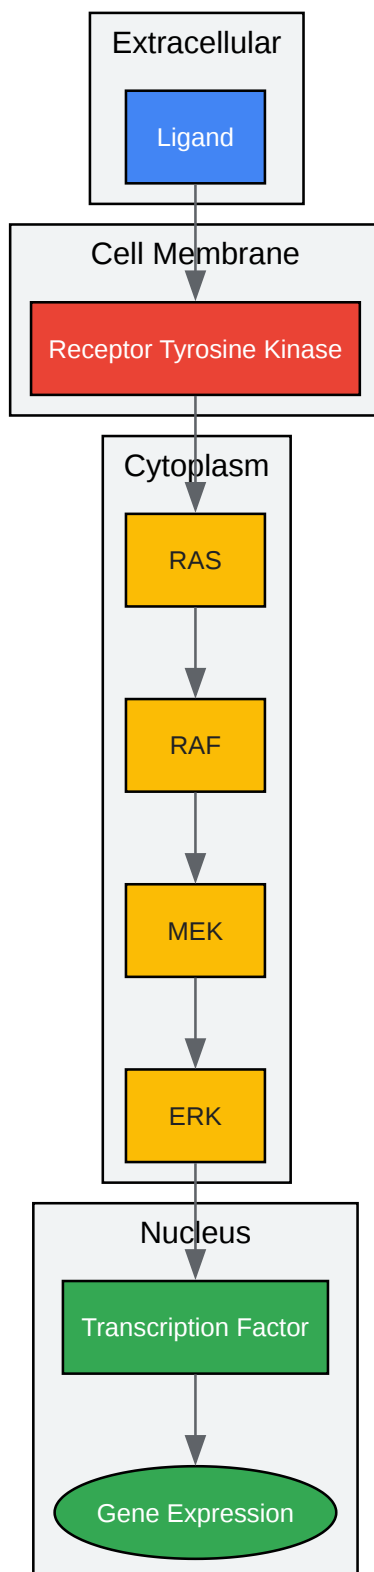 Extracellular
Ligand
Cell Membrane
Receptor Tyrosine Kinase
Cytoplasm
RAS
RAF
MEK
ERK
Nucleus
Transcription Factor
Gene Expression